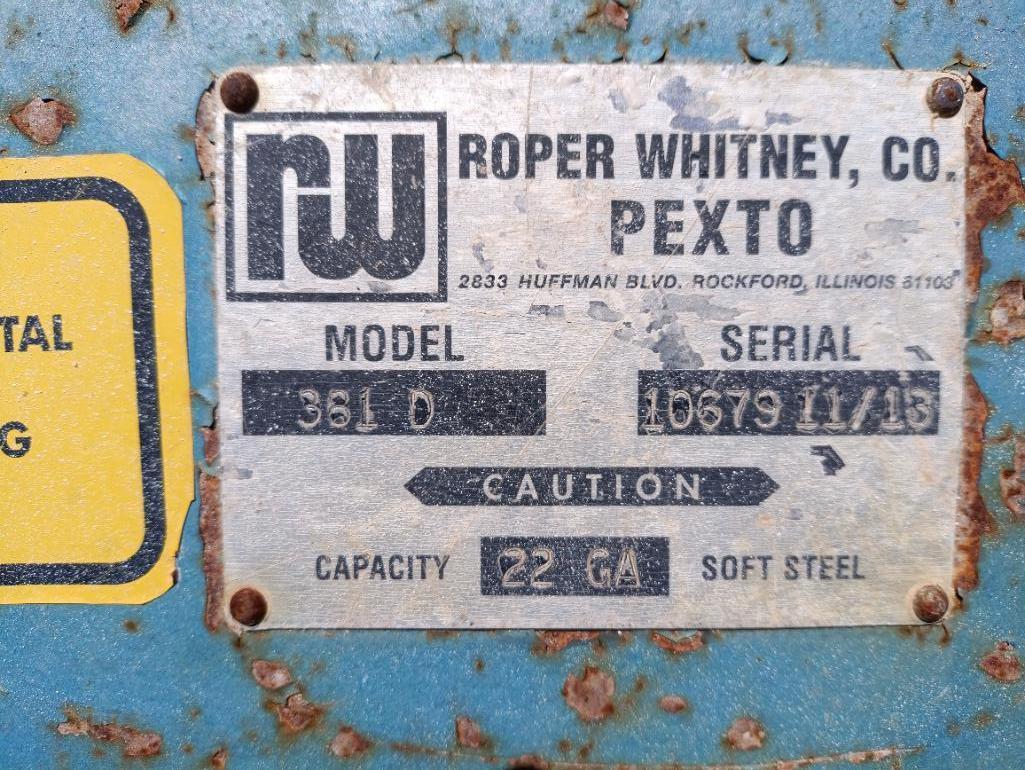 rw
ROPER WHITNEY, CO.
PEXTO
2833 HUFFMAN BLVD. ROCKFORD, ILLINOIS 61103
MODEL
381 D
SERIAL
10679 11/13
CAUTION
CAPACITY 22 GA SOFT STEEL
TAL
G